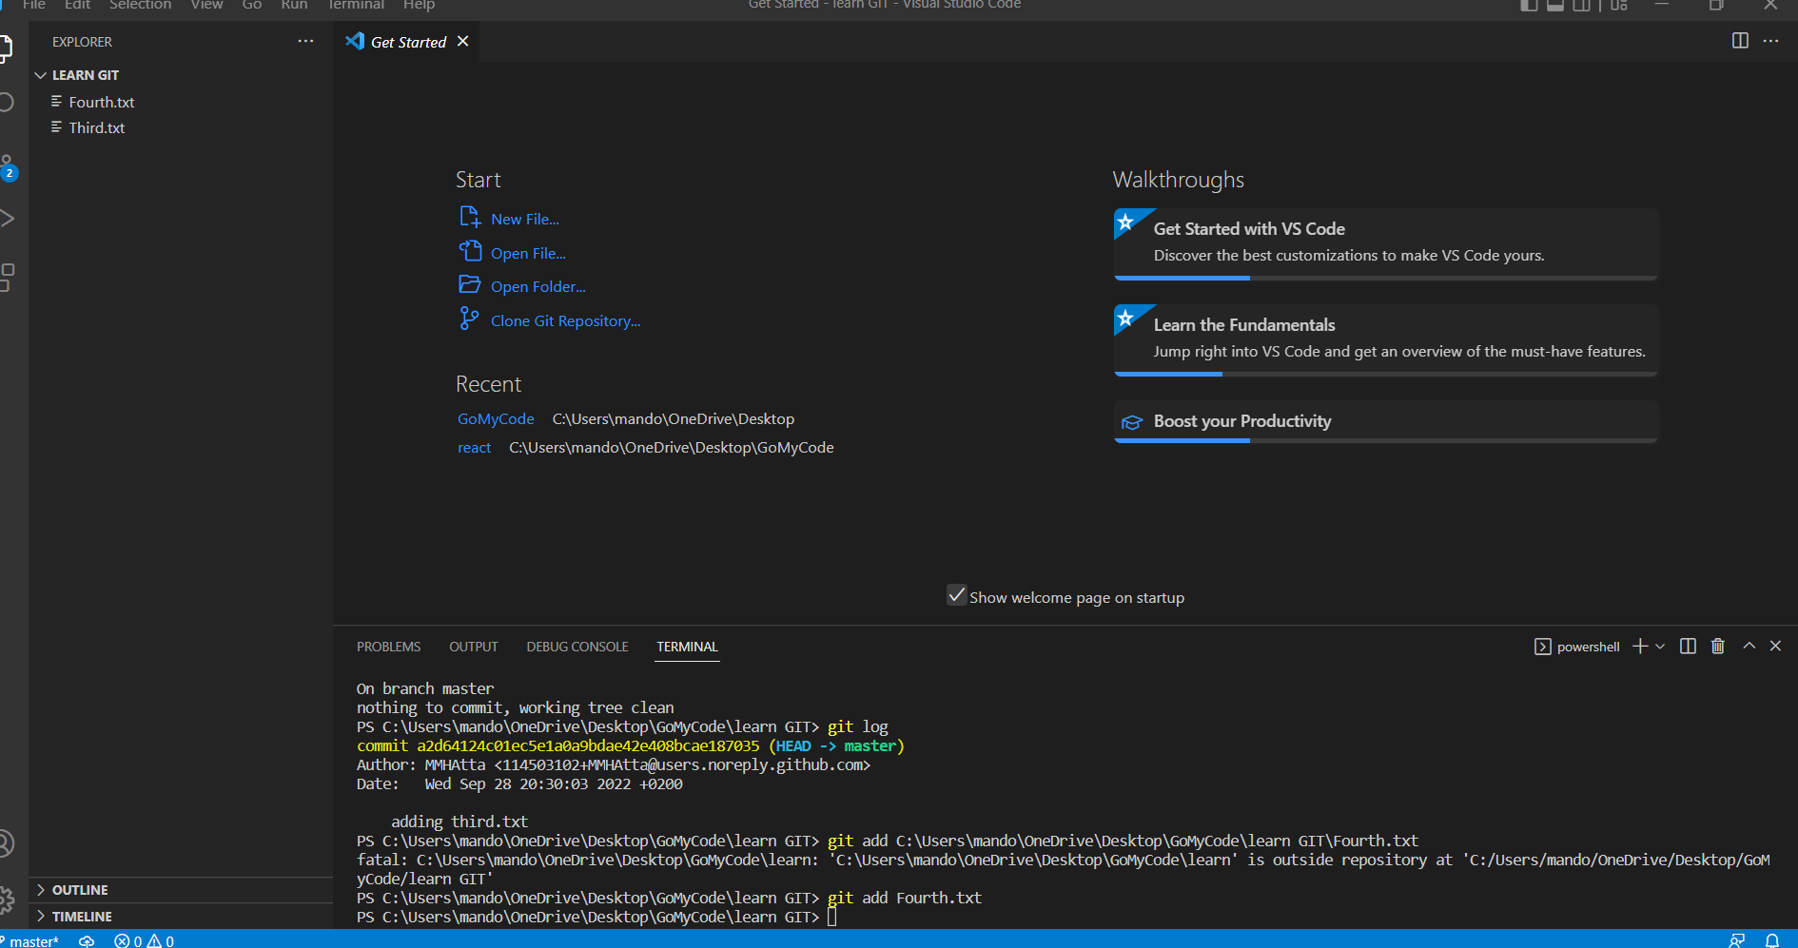 File Edit Selection View Go Run Terminal Help
Get Started - learn GIT - Visual Studio Code
EXPLORER
Get Started
LEARN GIT
Fourth.txt
Third.txt
2
Start
New File...
Open File...
Open Folder...
Clone Git Repository...
Recent
GoMyCode C:\Users\mando\OneDrive\Desktop
react C:\Users\mando\OneDrive\Desktop\GoMyCode
Walkthroughs
Get Started with VS Code
Discover the best customizations to make VS Code yours.
Learn the Fundamentals
Jump right into VS Code and get an overview of the must-have features.
Boost your Productivity
Show welcome page on startup
PROBLEMS OUTPUT DEBUG CONSOLE TERMINAL
powershell
On branch master
nothing to commit, working tree clean
PS C:\Users\mando\OneDrive\Desktop\GoMyCode\learn GIT> git log
commit a2d64124c01ec5e1a0a9bdae42e408bcae187035 (HEAD -> master)
Author: MMHAtta <114503102+MMHAtta@users.noreply.github.com>
Date:   Wed Sep 28 20:30:03 2022 +0200
adding third.txt
PS C:\Users\mando\OneDrive\Desktop\GoMyCode\learn GIT> git add C:\Users\mando\OneDrive\Desktop\GoMyCode\learn GIT\Fourth.txt
fatal: C:\Users\mando\OneDrive\Desktop\GoMyCode\learn: 'C:\Users\mando\OneDrive\Desktop\GoMyCode\learn' is outside repository at 'C:/Users/mando/OneDrive/Desktop/GoM
yCode/learn GIT'
PS C:\Users\mando\OneDrive\Desktop\GoMyCode\learn GIT> git add Fourth.txt
PS C:\Users\mando\OneDrive\Desktop\GoMyCode\learn GIT>
OUTLINE
TIMELINE
master* 0 0